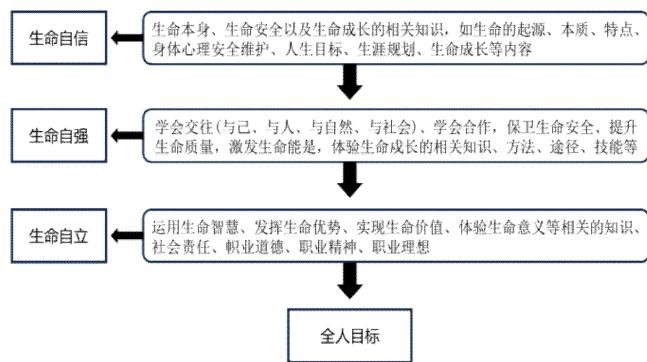 生命自信
生命本身、生命安全以及生命成长的相关知识，如生命的起源、本质、特点、
身体心理安全维护、人生目标、生涯规划、生命成长等内容
生命自强
学会交往(与己、与人、与自然、与社会)、学会合作，保卫生命安全、提升
生命质量，激发生命能是，体验生命成长的相关知识、方法、途径、技能等
生命自立
运用生命智慧、发挥生命优势、实现生命价值、体验生命意义等相关的知识、
社会责任、帜业道德、职业精神、职业理想
全人目标